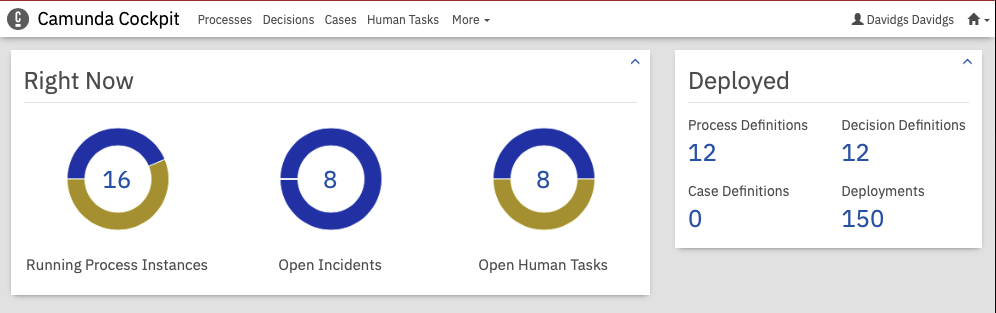 C Camunda Cockpit Processes Decisions Cases Human Tasks More Davidgs Davidgs
Right Now
16 8 8
Running Process Instances Open Incidents Open Human Tasks
Deployed
Process Definitions Decision Definitions
12 12
Case Definitions Deployments
0 150